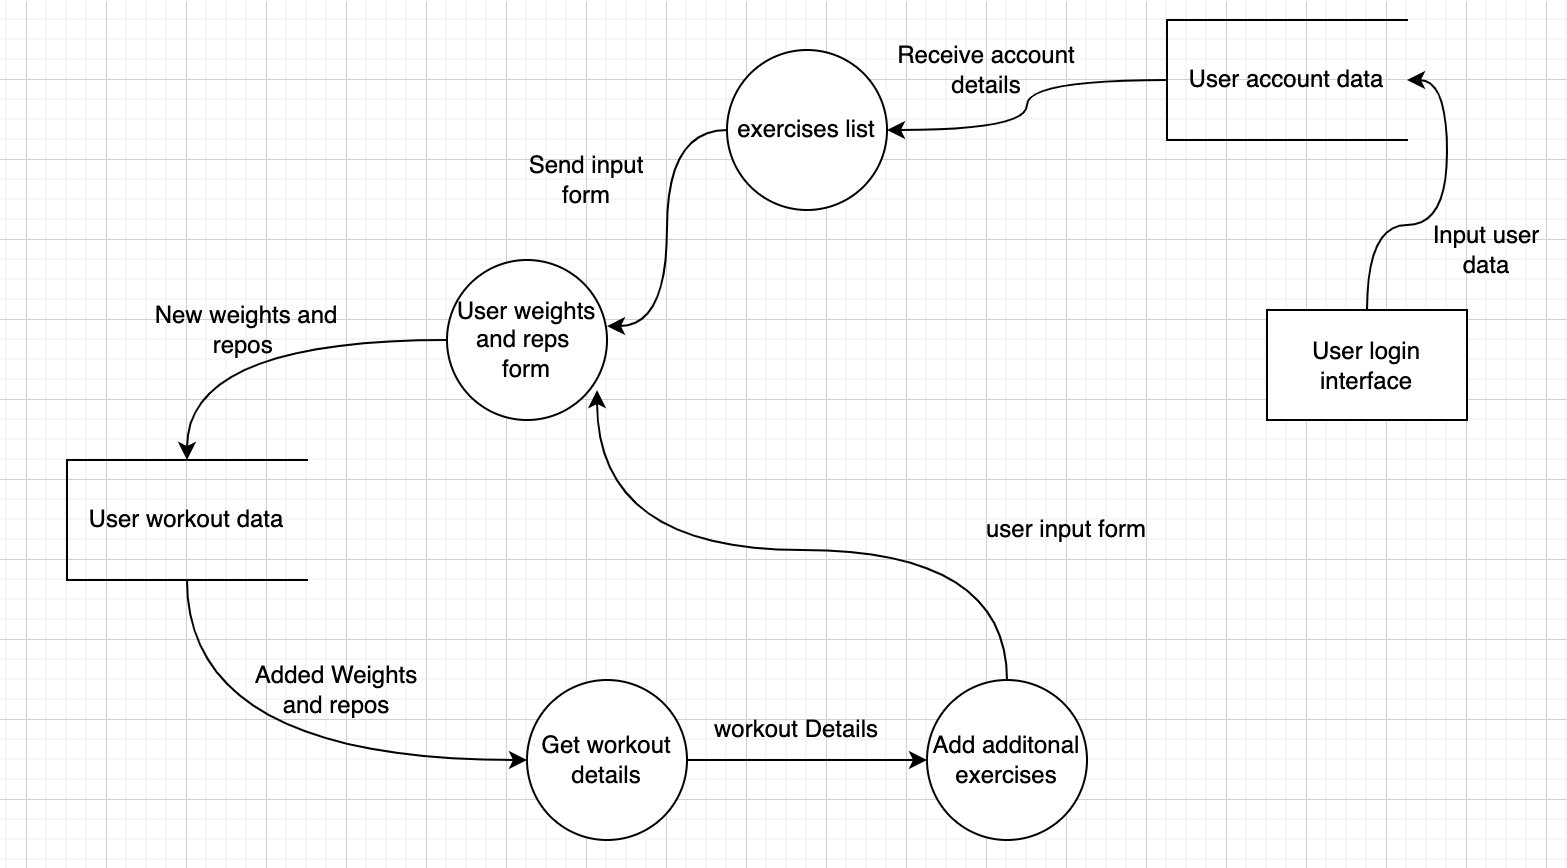 Receive account
details
User account data
exercises list
Send input
form
Input user
data
User weights
and reps
form
New weights and
repos
User login
interface
User workout data
user input form
Added Weights
and repos
workout Details
Get workout
details
Add additonal
exercises